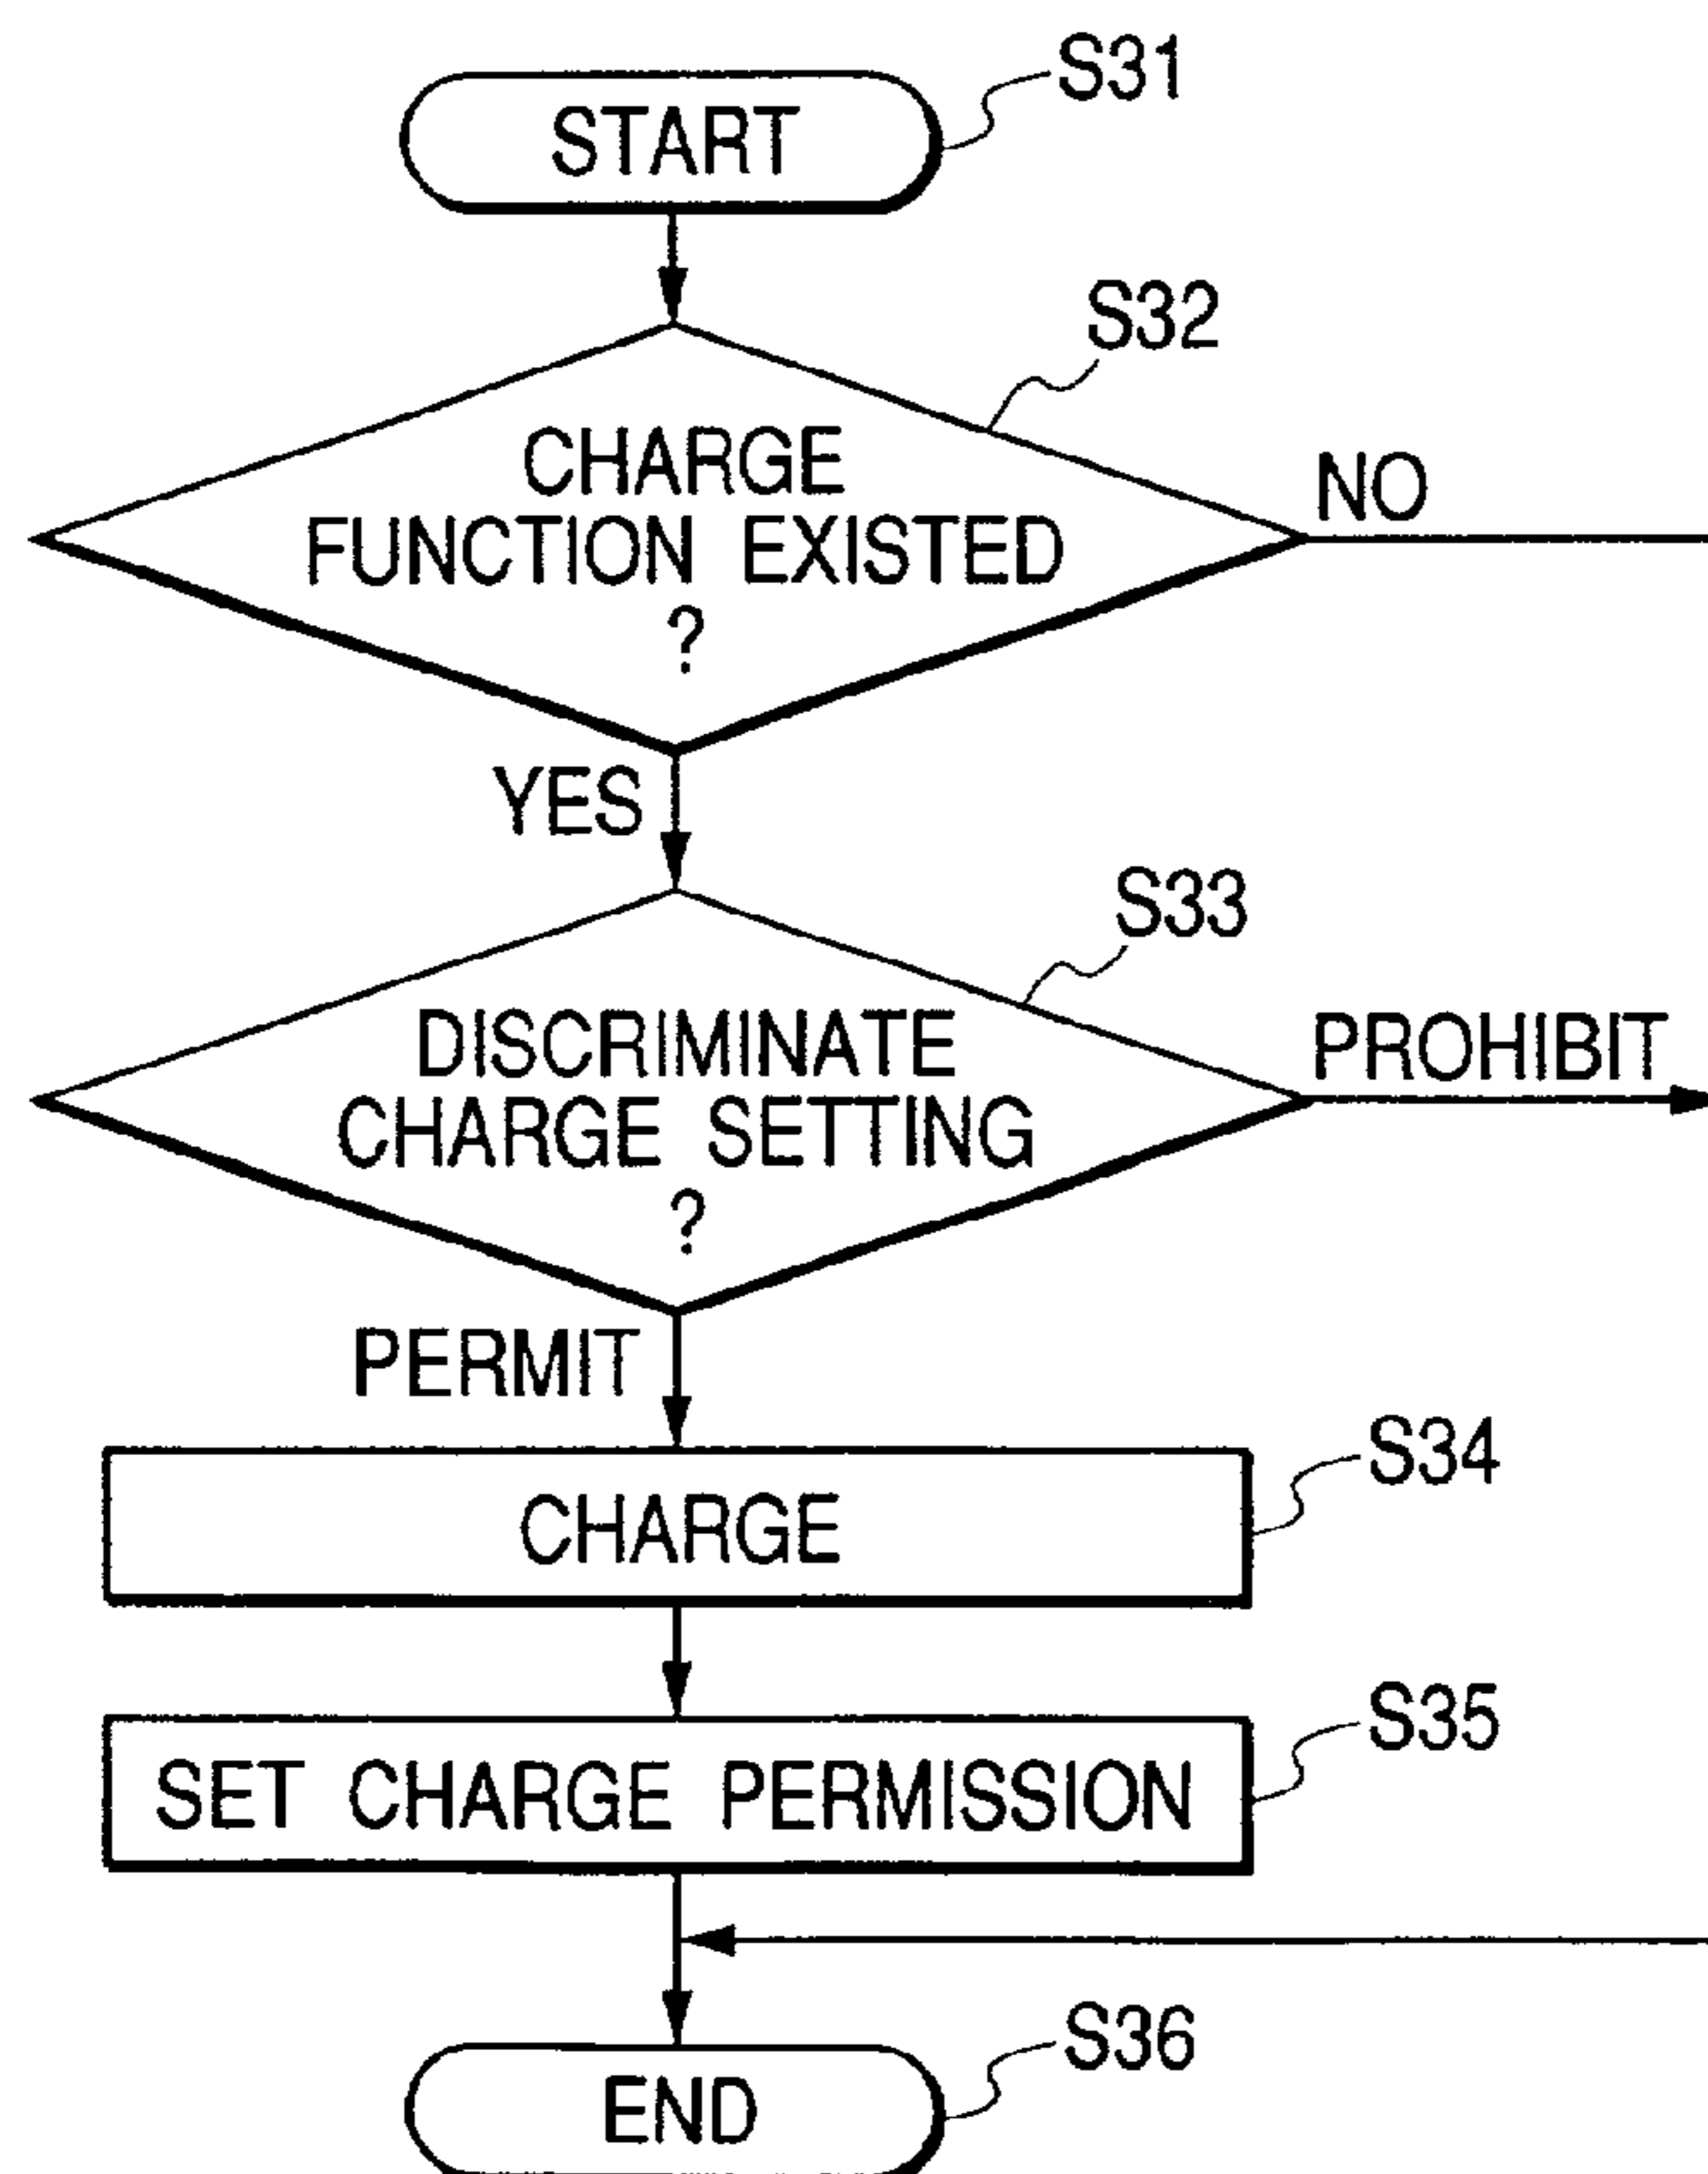 START
S31
S32
CHARGE
FUNCTION EXISTED
?
NO
YES
S33
DISCRIMINATE
CHARGE SETTING
?
PROHIBIT
PERMIT
S34
CHARGE
S35
SET CHARGE PERMISSION
S36
END